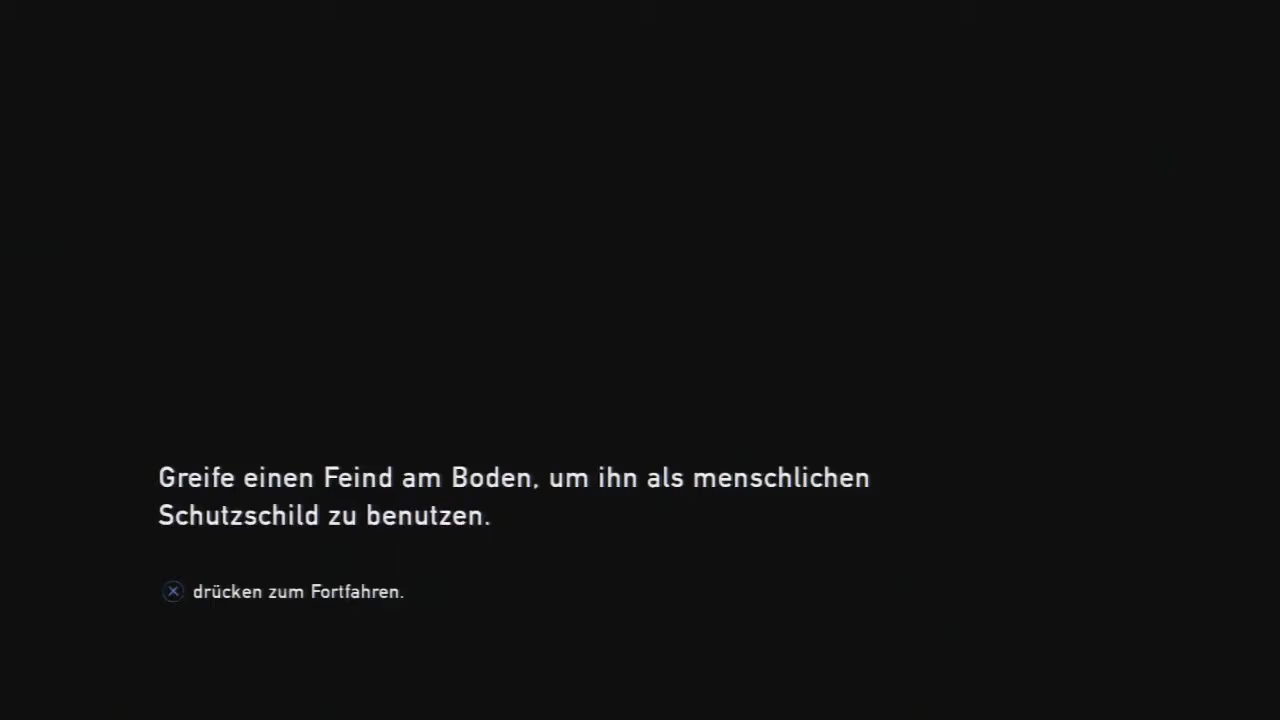 Greife einen Feind am Boden, um ihn als menschlichen
Schutzschild zu benutzen.
drücken zum Fortfahren.